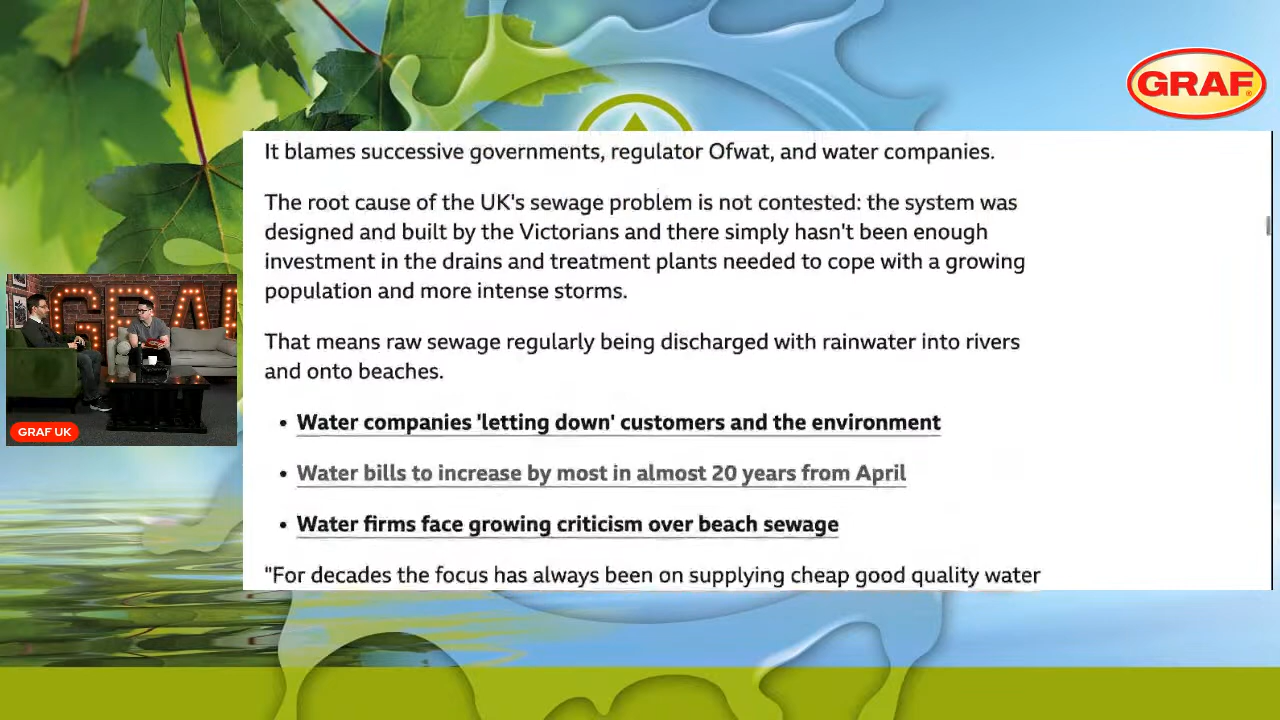 GRAF
It blames successive governments, regulator Ofwat, and water companies.
The root cause of the UK's sewage problem is not contested: the system was
designed and built by the Victorians and there simply hasn't been enough
investment in the drains and treatment plants needed to cope with a growing
population and more intense storms.
That means raw sewage regularly being discharged with rainwater into rivers
and onto beaches.
• Water companies 'letting down' customers and the environment
• Water bills to increase by most in almost 20 years from April
• Water firms face growing criticism over beach sewage
"For decades the focus has always been on supplying cheap good quality water
GRAF
GRAF UK